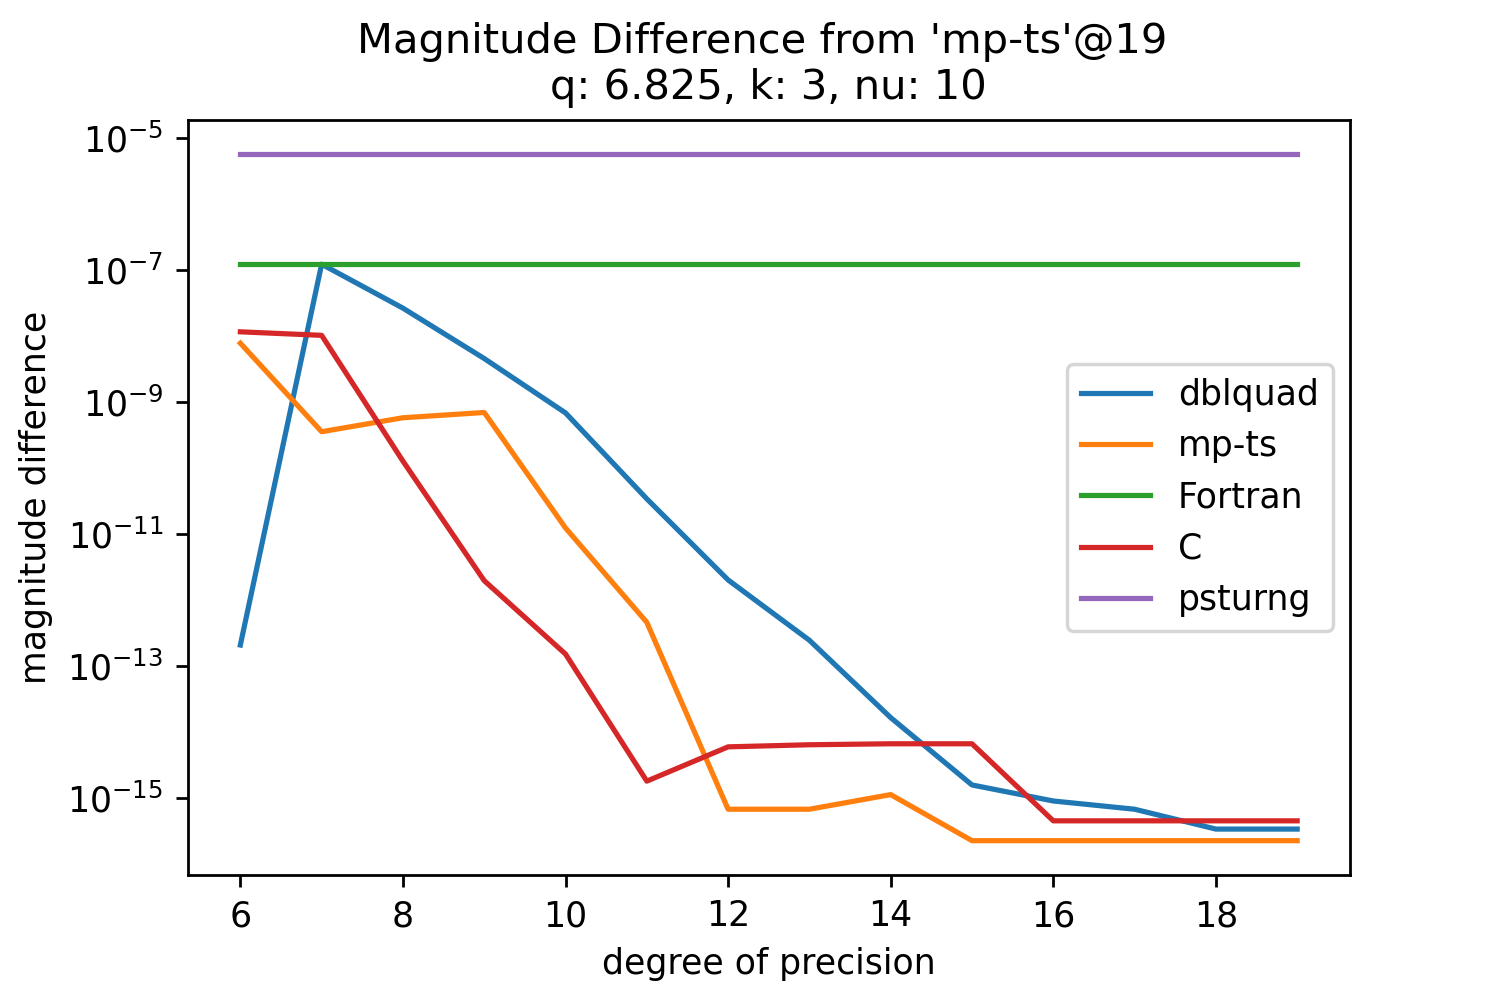 Magnitude Difference from 'mp-ts'@19
q: 6.825, k: 3, nu: 10
magnitude difference
10⁻⁵
10⁻⁷
10⁻⁹
10⁻¹¹
10⁻¹³
10⁻¹⁵
dblquad
mp-ts
Fortran
C
psturng
6 8 10 12 14 16 18
degree of precision